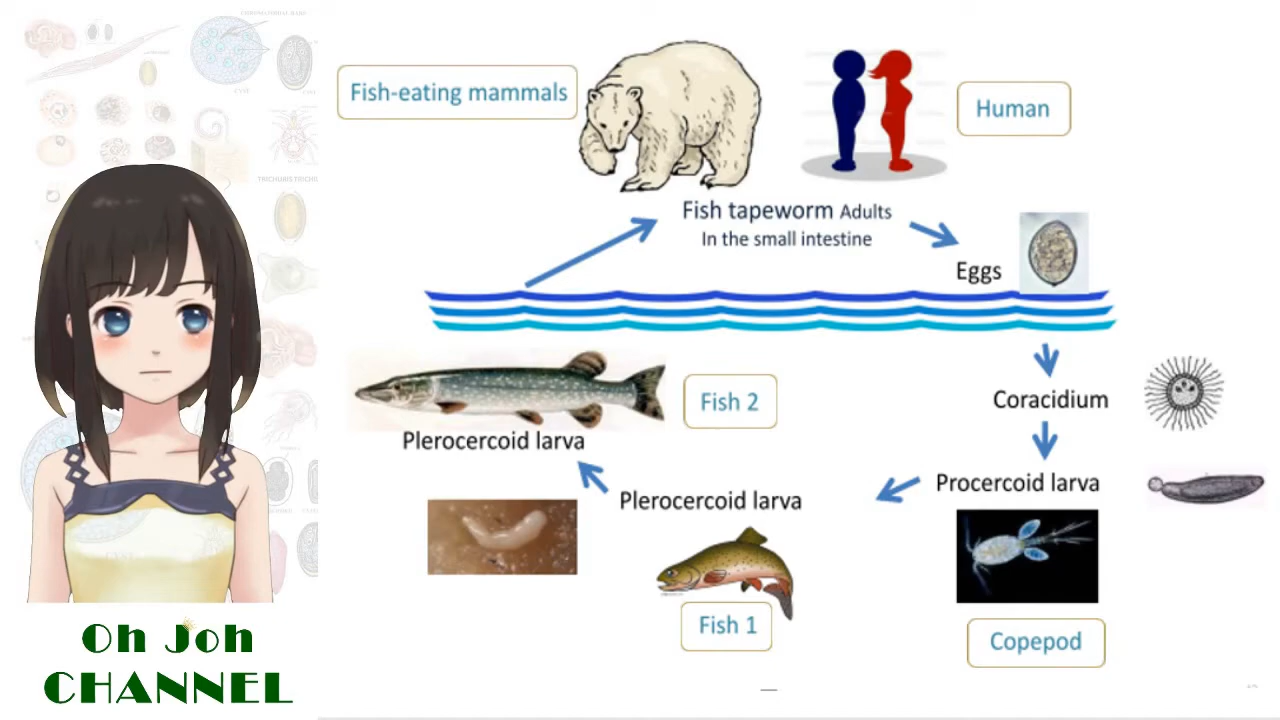 Fish-eating mammals
Human
Fish tapeworm Adults
In the small intestine
Eggs
Coracidium
Fish 2
Plerocercoid larva
Procercoid larva
Plerocercoid larva
Fish 1
Copepod
Oh Joh
CHANNEL